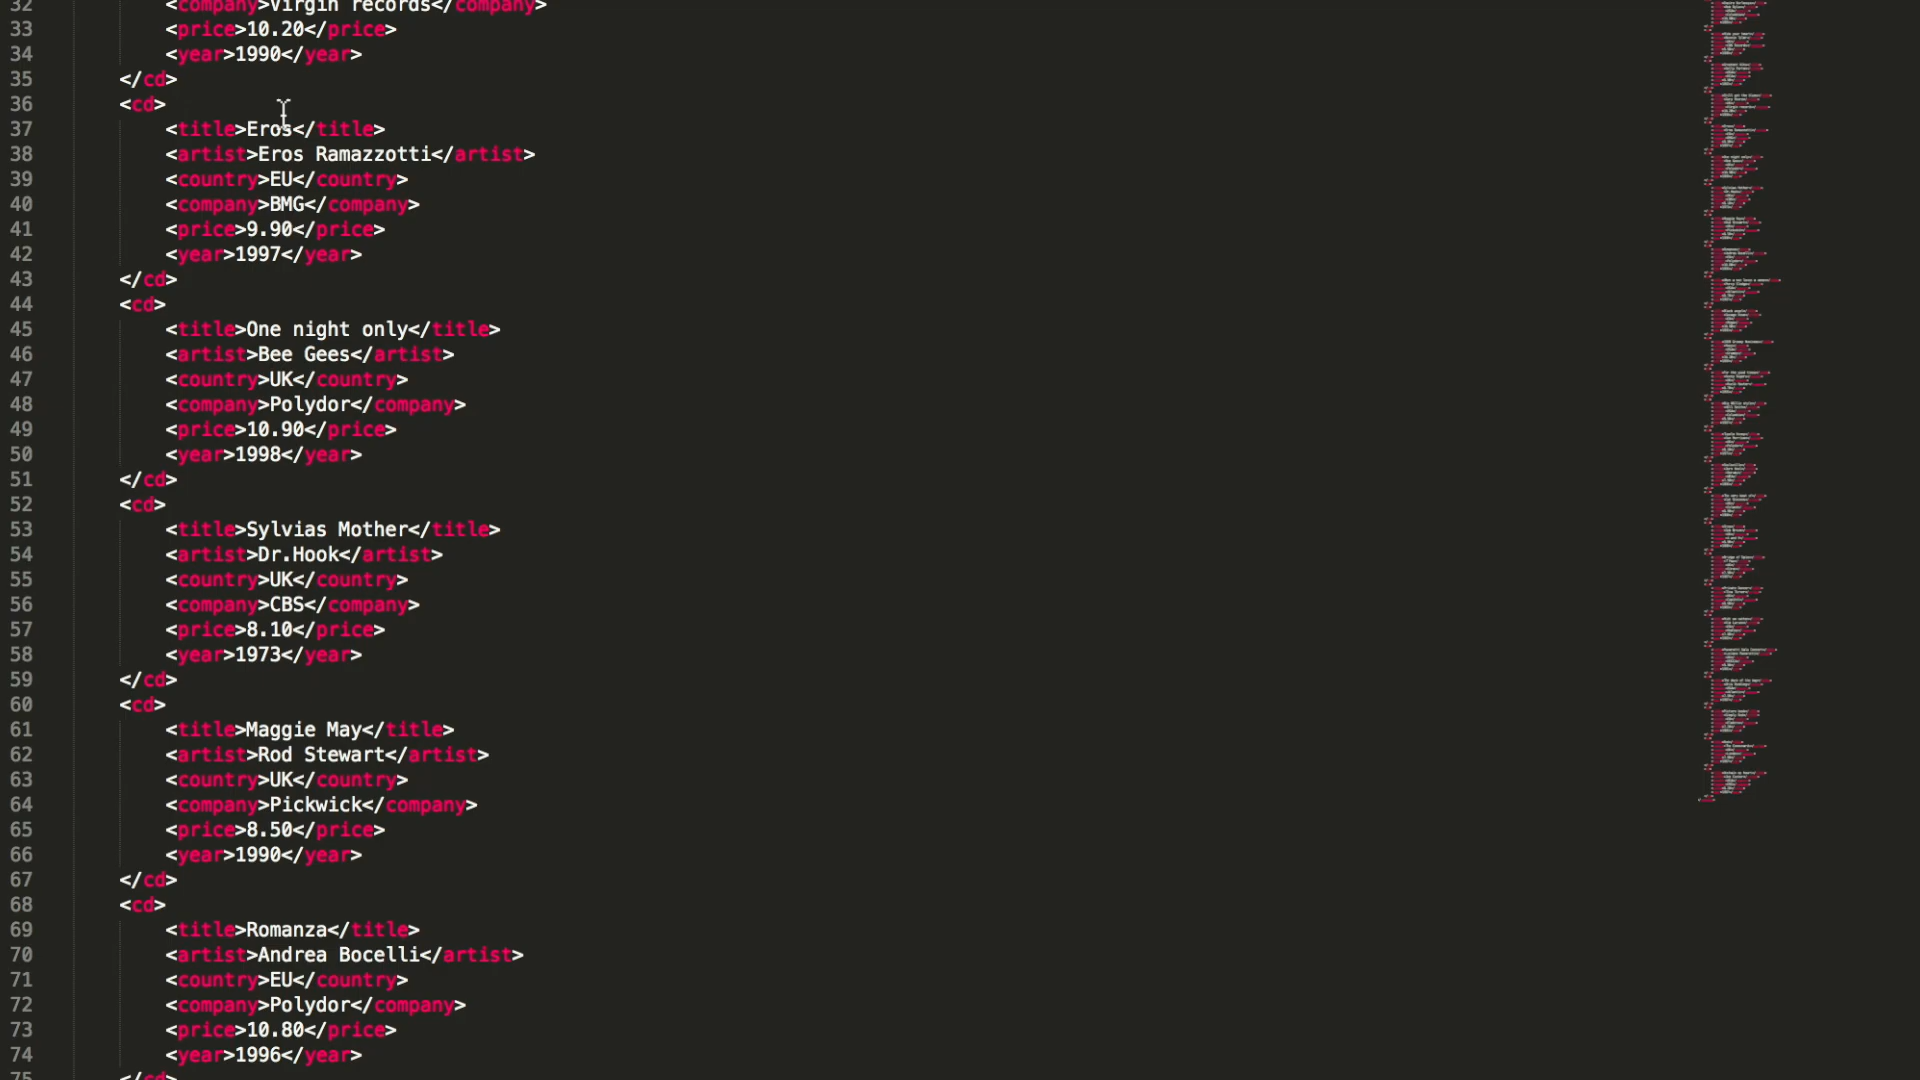 32 <company>Virgin records</company>
33 <price>10.20</price>
34 <year>1990</year>
35 </cd>
36 <cd>
37 <title>Eros</title>
38 <artist>Eros Ramazzotti</artist>
39 <country>EU</country>
40 <company>BMG</company>
41 <price>9.90</price>
42 <year>1997</year>
43 </cd>
44 <cd>
45 <title>One night only</title>
46 <artist>Bee Gees</artist>
47 <country>UK</country>
48 <company>Polydor</company>
49 <price>10.90</price>
50 <year>1998</year>
51 </cd>
52 <cd>
53 <title>Sylvias Mother</title>
54 <artist>Dr.Hook</artist>
55 <country>UK</country>
56 <company>CBS</company>
57 <price>8.10</price>
58 <year>1973</year>
59 </cd>
60 <cd>
61 <title>Maggie May</title>
62 <artist>Rod Stewart</artist>
63 <country>UK</country>
64 <company>Pickwick</company>
65 <price>8.50</price>
66 <year>1990</year>
67 </cd>
68 <cd>
69 <title>Romanza</title>
70 <artist>Andrea Bocelli</artist>
71 <country>EU</country>
72 <company>Polydor</company>
73 <price>10.80</price>
74 <year>1996</year>
75 </cd>